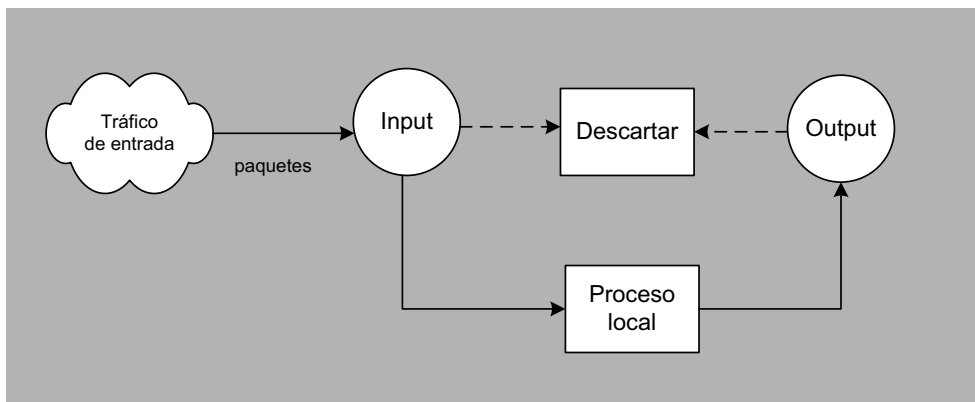 Tráfico
de entrada
paquetes
Input
Descartar
Output
Proceso
local